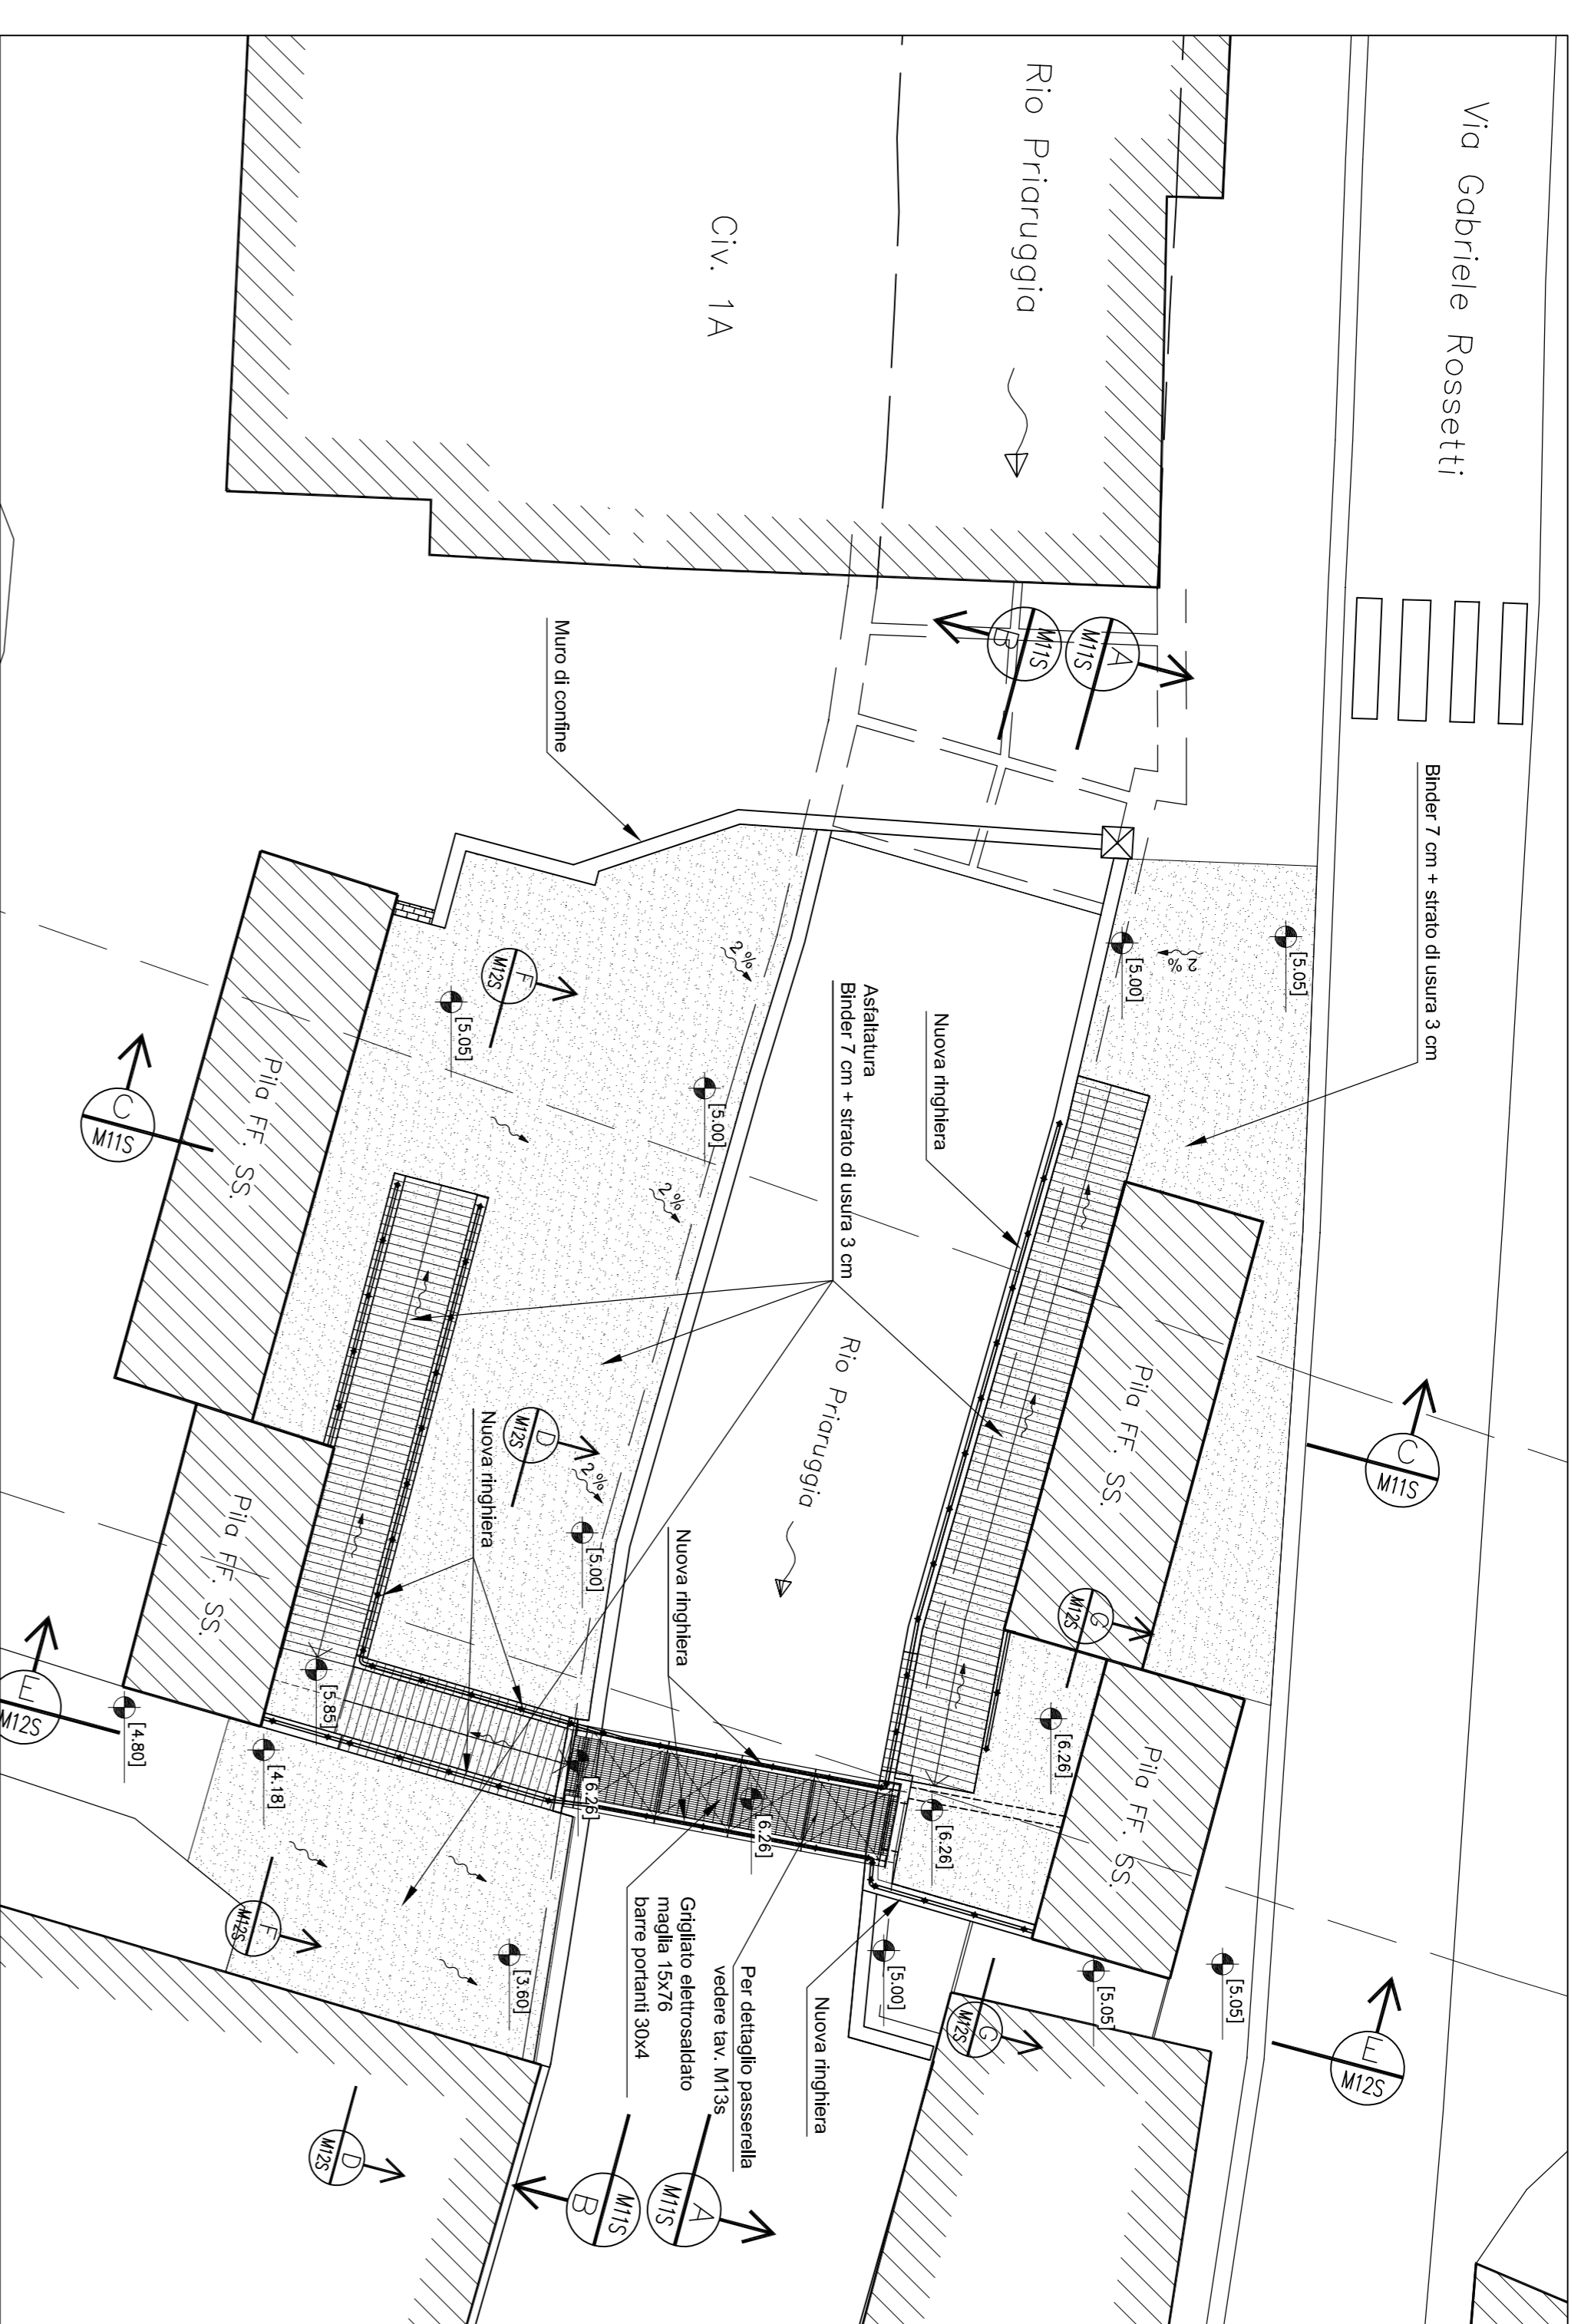 Via Gabriele Rossetti
Rio Priaruggia
Civ. 1A
Binder 7 cm + strato di usura 3 cm
A
M11S
M11S
B
Muro di confine
[5.05]
[5.00]
2 %
2%
F
M12S
[5.05]
[5.00]
Nuova ringhiera
Asfaltatura
Binder 7 cm + strato di usura 3 cm
Pila FF. SS.
C
M11S
2%
Pila FF. SS.
C
M11S
Rio Priaruggia
D
M12S
2%
Nuova ringhiera
[5.00]
Nuova ringhiera
Pila FF. SS.
G
M12S
[6.26]
Pila FF. SS.
[5.85]
[4.80]
E
M12S
[4.18]
6.26]
[6.26]
[6.26]
F
M12S
[3.60]
Grigliato elettrosaldato
maglia 15x76
barre portanti 30x4
Per dettaglio passerella
vedere tav. M13s
Nuova ringhiera
[5.00]
[5.05]
[5.05]
G
M12S
E
M12S
D
M12S
A
M11S
M11S
B